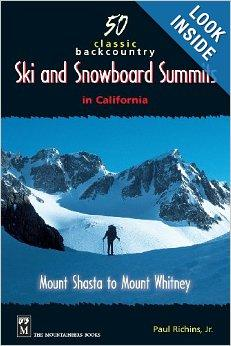 LOOK INSIDE!
50
classic
backcountry
Ski and Snowboard Summits
in California
Mount Shasta to Mount Whitney
M
THE MOUNTAINEERS BOOKS
Paul Richins, Jr.